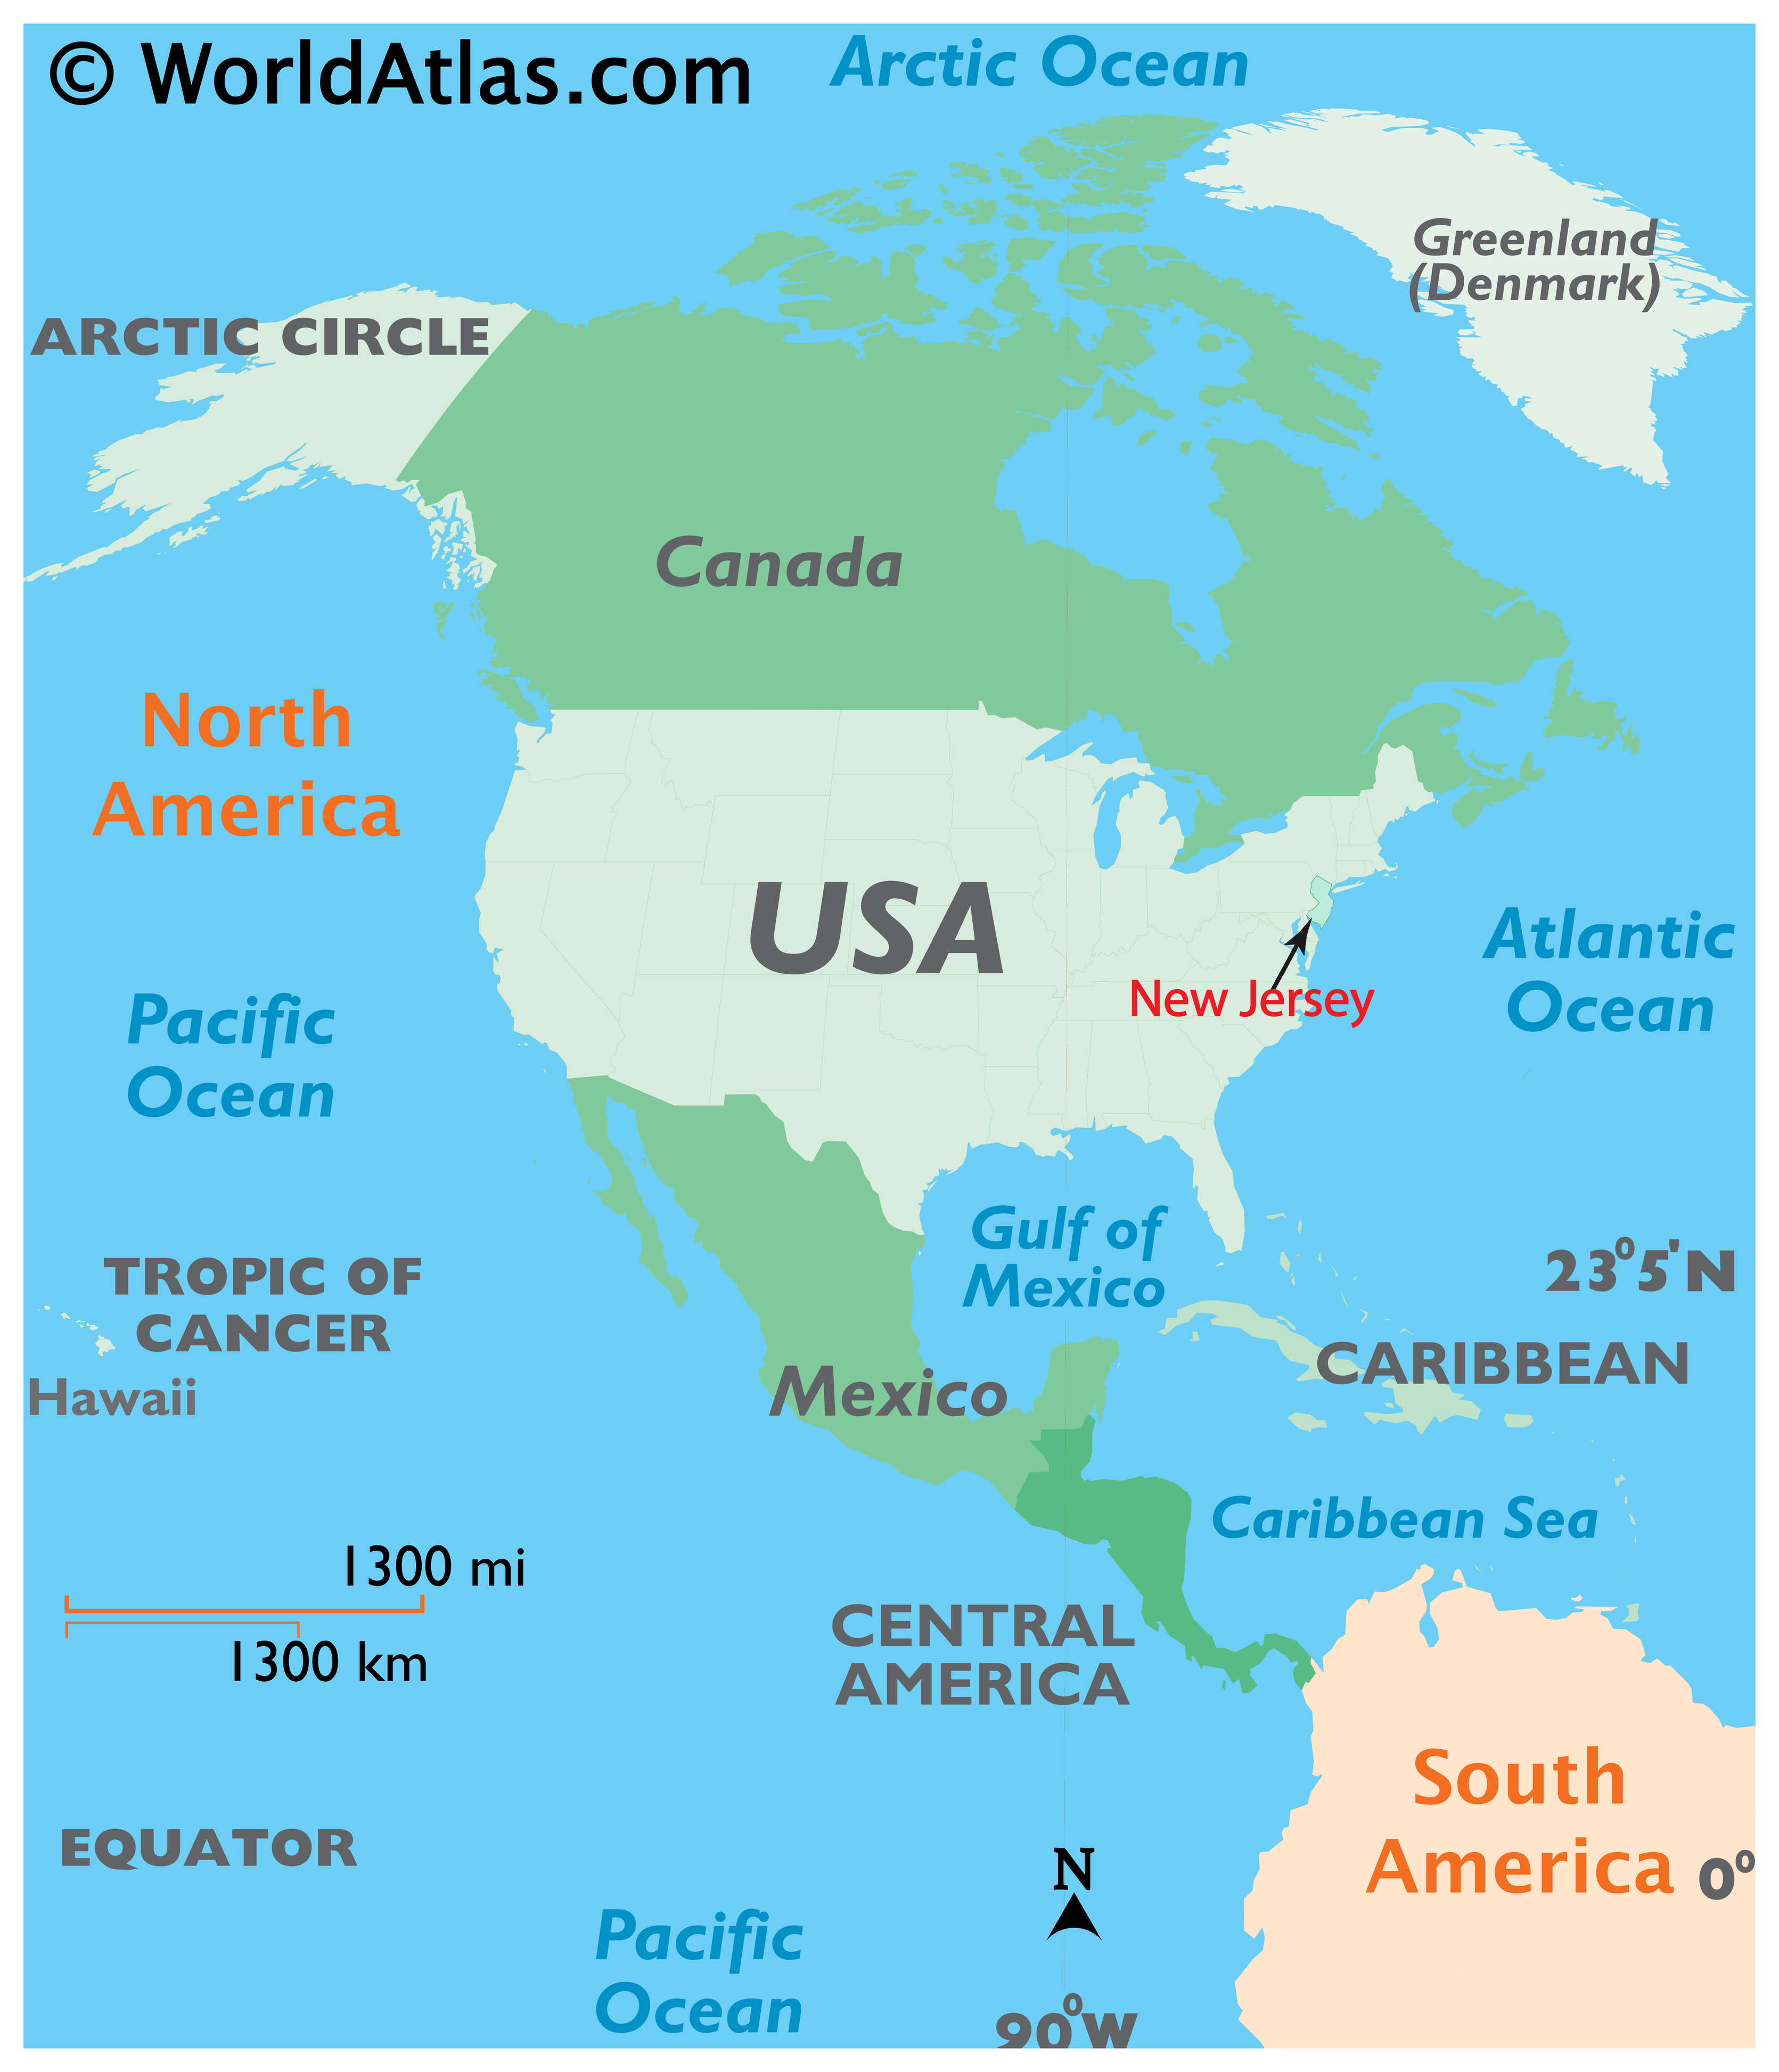 © WorldAtlas.com
Arctic Ocean
Greenland
(Denmark)
ARCTIC CIRCLE
Canada
North
America
USA
Atlantic
Ocean
New Jersey
Pacific
Ocean
Gulf of
Mexico
TROPIC OF
CANCER
23°5'N
Hawaii
Mexico
CARIBBEAN
Caribbean Sea
1300 mi
1300 km
CENTRAL
AMERICA
South
America
EQUATOR
0°
N
Pacific
Ocean
90°W